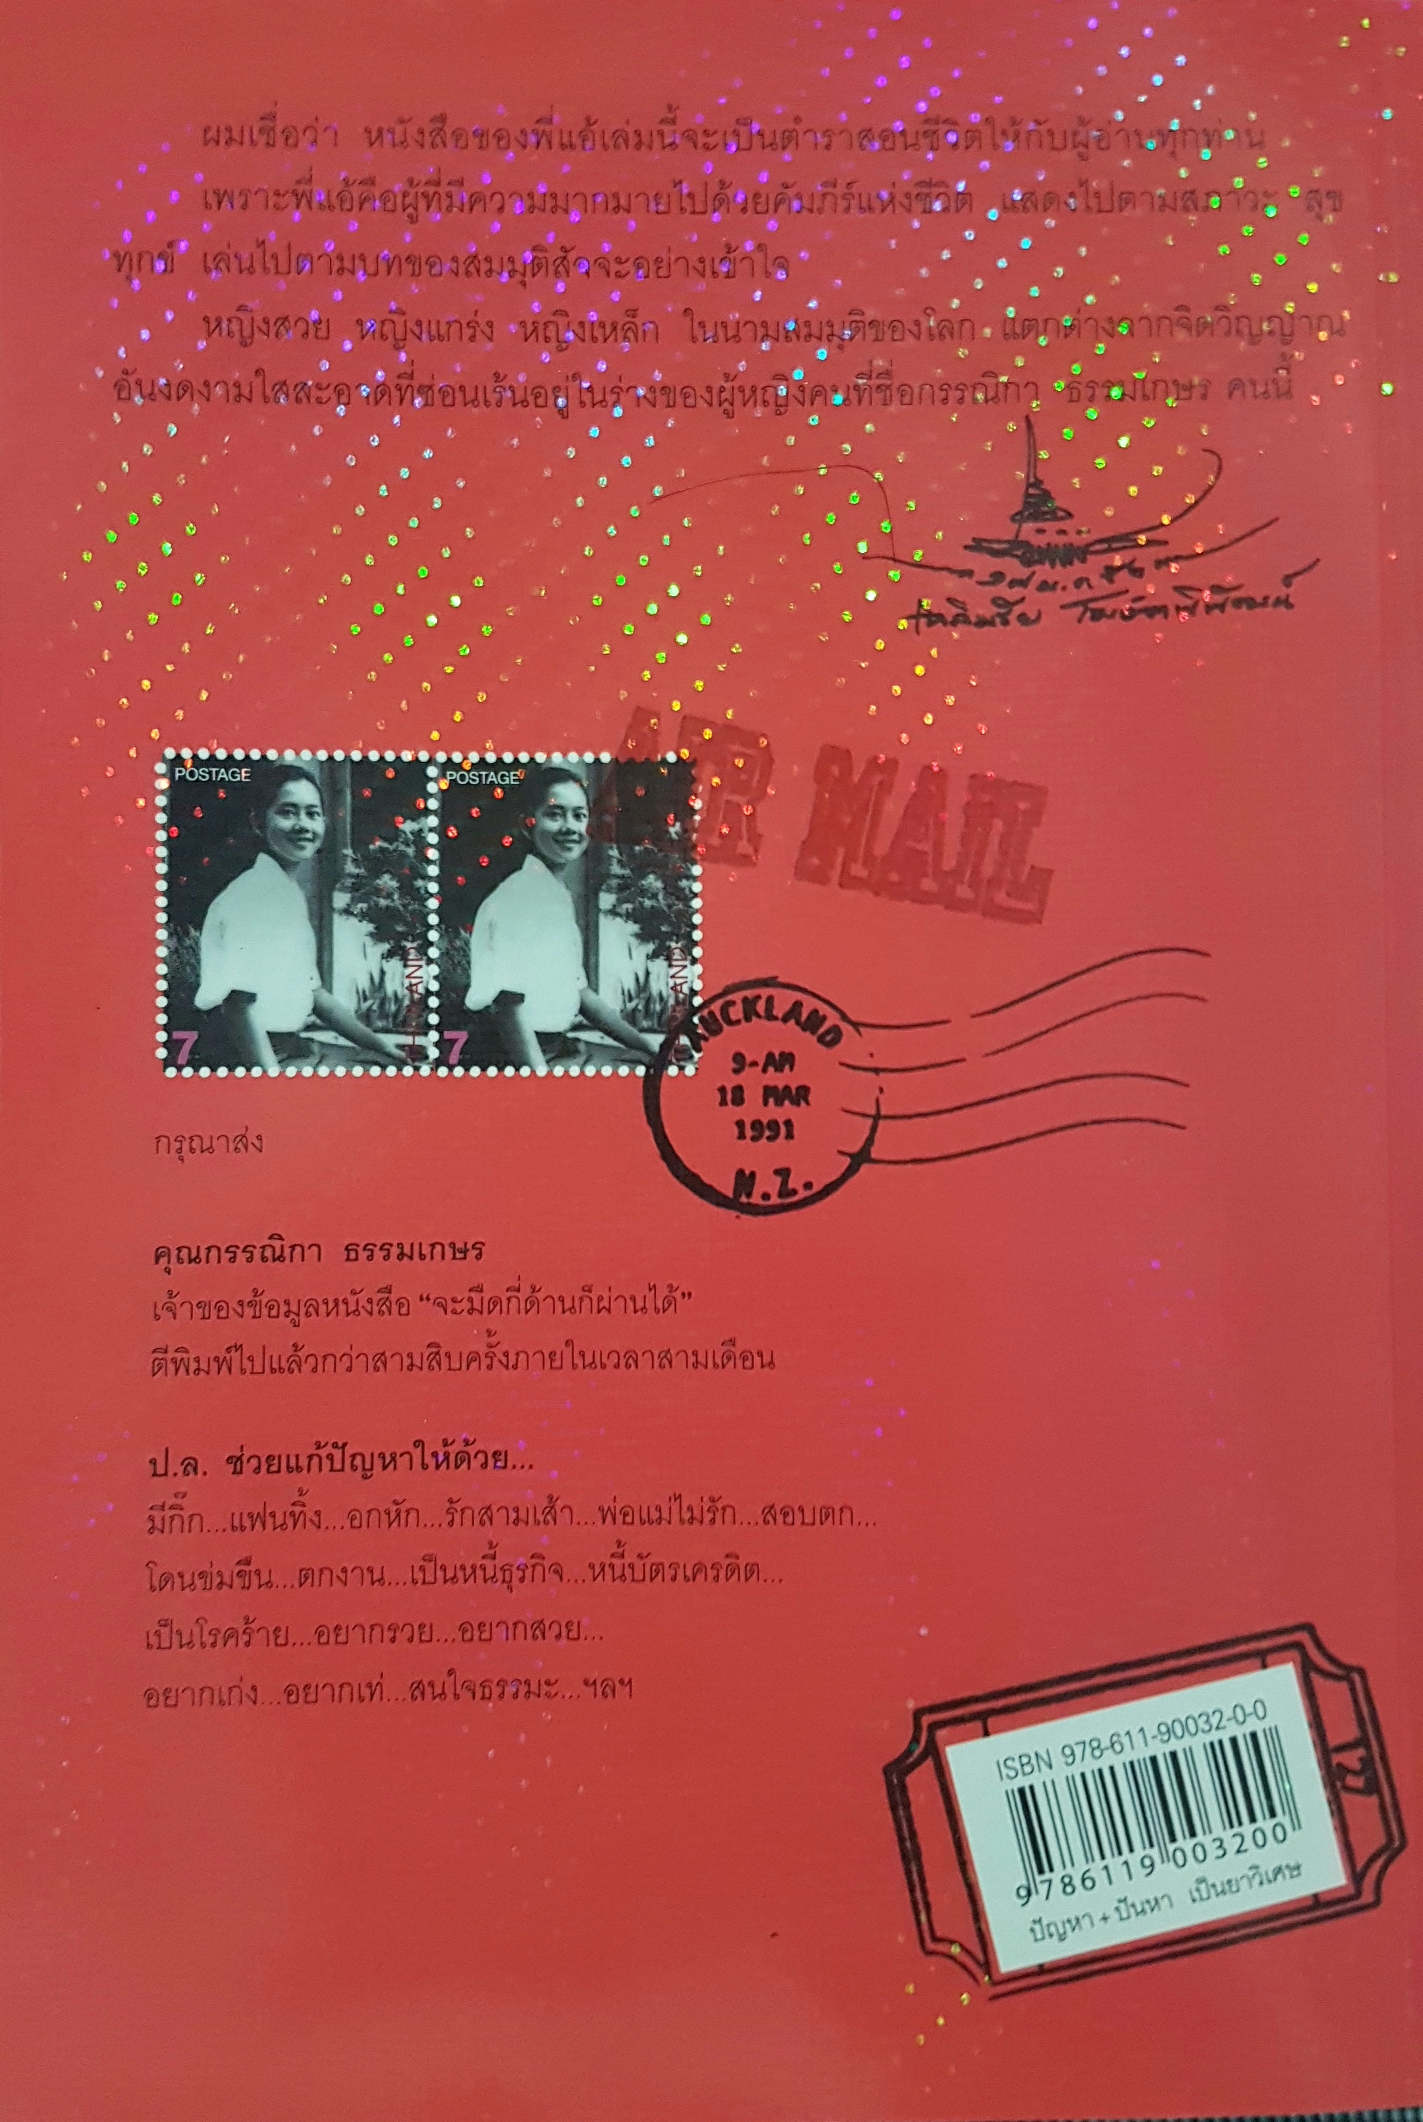 ผมเชื่อว่า หนังสือของพี่แอ้เล่มนี้จะเป็นตำราสอนชีวิตให้กับผู้อ่านทุกท่าน
เพราะพี่แอ้คือผู้ที่มีความมากมายไปด้วยคัมภีร์แห่งชีวิต แสดงไปตามสภาวะ สุข
ทุกข์ เล่นไปตามบทของสมมุติสัจจะอย่างเข้าใจ
หญิงสวย หญิงแกร่ง หญิงเหล็ก ในนามสมมุติของโลก แตกต่างจากจิตวิญญาณ
อันงดงามใสสะอาดที่ซ่อนเร้นอยู่ในร่างของผู้หญิงคนที่ชื่อกรรณิกา ธรรมเกษร คนนี้
AIR MAIL
POSTAGE
POSTAGE
THAILAND
THAILAND
7
7
AUCKLAND
9-AM
18 MAR
1991
N.Z.
กรุณาส่ง
คุณกรรณิกา ธรรมเกษร
เจ้าของข้อมูลหนังสือ “จะมืดกี่ด้านก็ผ่านได้”
ตีพิมพ์ไปแล้วกว่าสามสิบครั้งภายในเวลาสามเดือน
ป.ล. ช่วยแก้ปัญหาให้ด้วย...
มีกิ๊ก...แฟนทิ้ง...อกหัก...รักสามเส้า...พ่อแม่ไม่รัก...สอบตก...
โดนข่มขืน...ตกงาน...เป็นหนี้ธุรกิจ...หนี้บัตรเครดิต...
เป็นโรคร้าย...อยากรวย...อยากสวย...
อยากเก่ง...อยากเท่...สนใจธรรมะ...ฯลฯ
ISBN 978-611-90032-0-0
9 786119 003200
ปัญหา + ปันหา เป็นยาวิเศษ